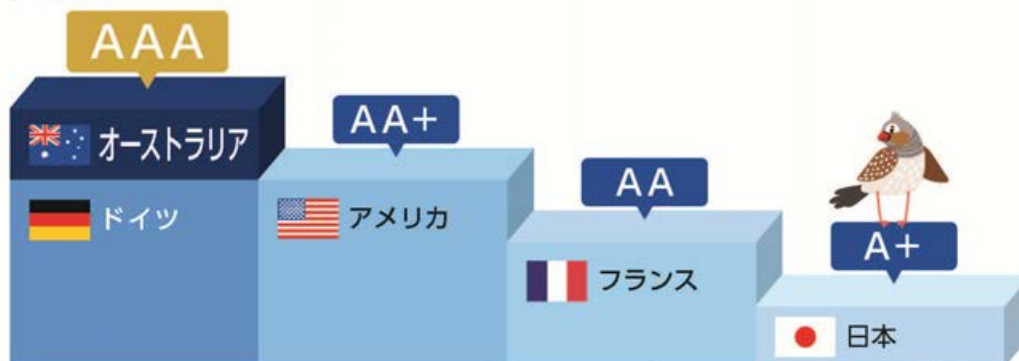 AAA
オーストラリア
ドイツ
AA+
アメリカ
AA
フランス
A+
日本